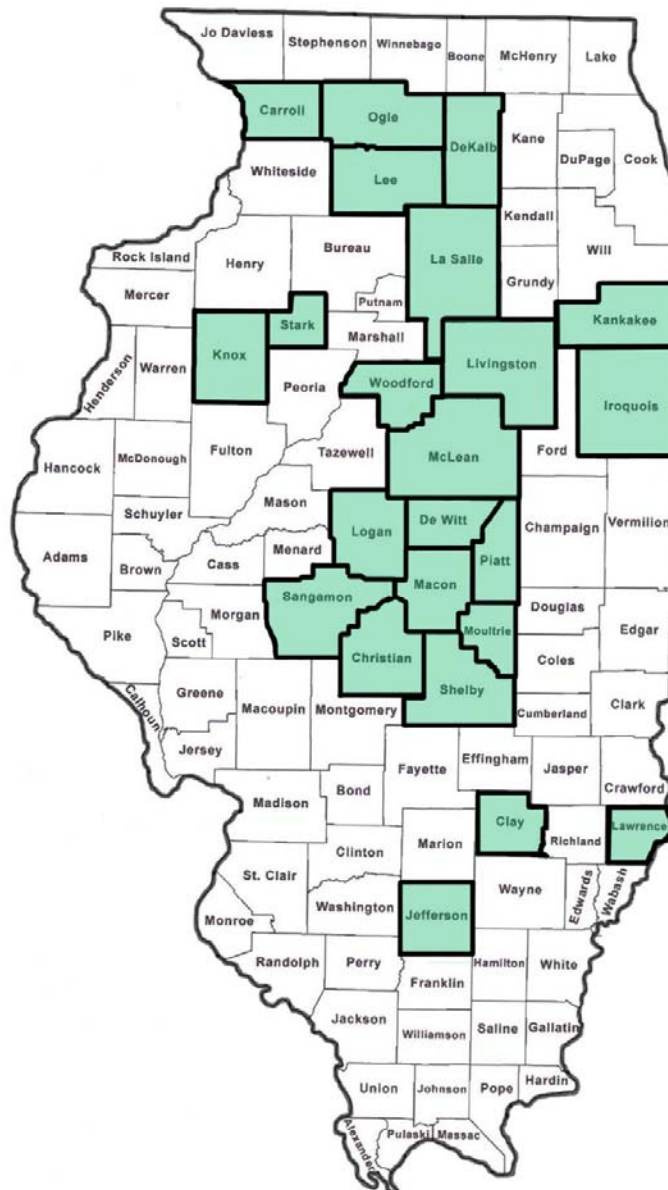 Jo Daviess
Stephenson
Winnebago
Boone
McHenry
Lake
Carroll
Ogle
DeKalb
Kane
Cook
DuPage
Whiteside
Lee
Kendall
Will
Bureau
La Salle
Grundy
Rock Island
Henry
Mercer
Putnam
Kankakee
Stark
Marshall
Knox
Livingston
Henderson
Warren
Peoria
Woodford
Iroquois
Hancock
McDonough
Fulton
Tazewell
McLean
Ford
Mason
Schuyler
Logan
De Witt
Champaign
Vermilion
Adams
Brown
Cass
Menard
Macon
Piatt
Sangamon
Morgan
Douglas
Edgar
Pike
Scott
Christian
Moultrie
Coles
Greene
Calhoun
Macoupin
Montgomery
Shelby
Cumberland
Clark
Jersey
Fayette
Effingham
Jasper
Crawford
Madison
Bond
Clay
Richland
Lawrence
Marion
Clinton
St. Clair
Wayne
Edwards
Wabash
Washington
Jefferson
Monroe
Randolph
Perry
Hamilton
White
Franklin
Jackson
Williamson
Saline
Gallatin
Union
Johnson
Pope
Hardin
Alexander
Pulaski
Massac